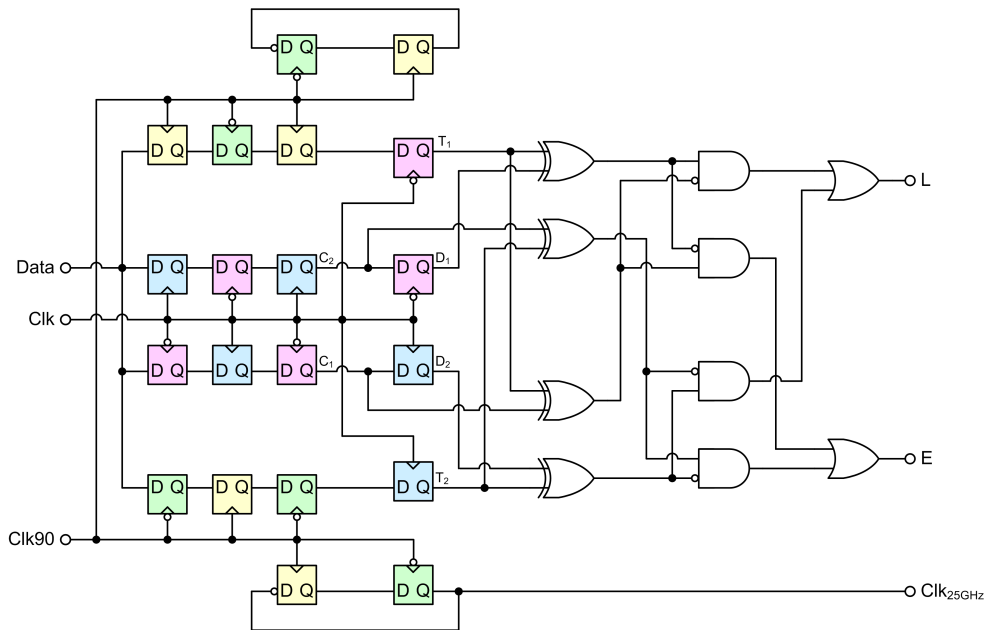 D Q D Q
D Q D Q D Q D Q T₁
Data D Q D Q D Q C₂ D Q D₁
Clk
D Q D Q D Q C₁ D Q D₂
D Q D Q D Q D Q T₂
Clk90
D Q D Q
L
E
Clk₂₅GHz